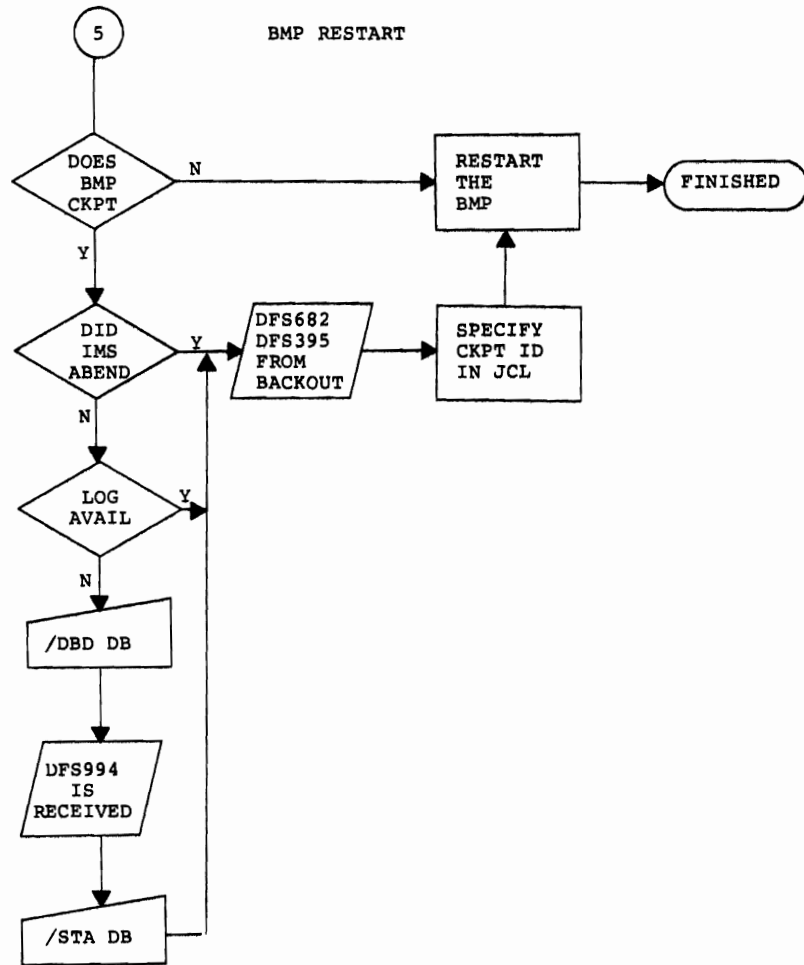 5
BMP RESTART
DOES
BMP
CKPT
N
RESTART
THE
BMP
FINISHED
Y
DID
IMS
ABEND
Y
DFS682
DFS395
FROM
BACKOUT
SPECIFY
CKPT ID
IN JCL
N
LOG
AVAIL
Y
N
/DBD DB
DFS994
IS
RECEIVED
/STA DB